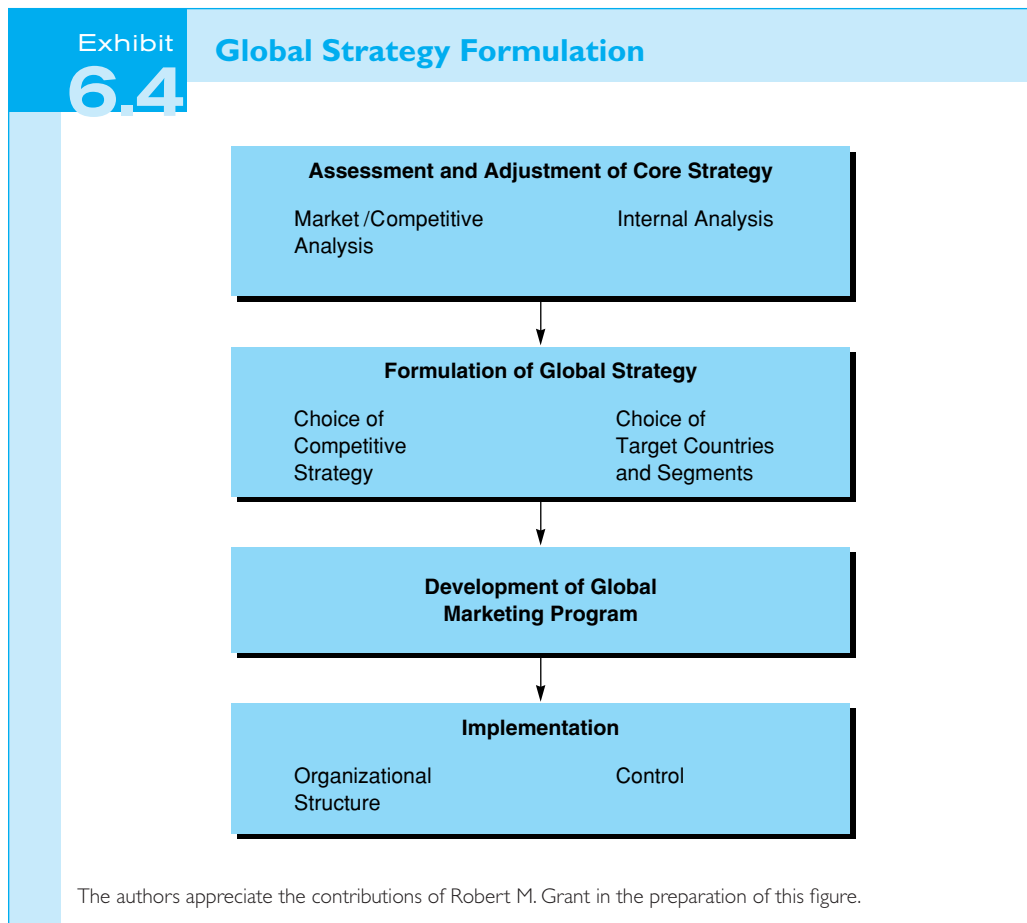 Exhibit
6.4
Global Strategy Formulation
Assessment and Adjustment of Core Strategy
Market/Competitive
Analysis
Internal Analysis
Formulation of Global Strategy
Choice of
Competitive
Strategy
Choice of
Target Countries
and Segments
Development of Global
Marketing Program
Implementation
Organizational
Structure
Control
The authors appreciate the contributions of Robert M. Grant in the preparation of this figure.